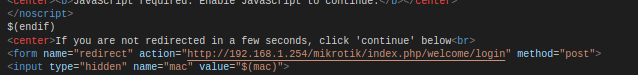 <center><b>JavaScript required. Enable JavaScript to continue.</b></center>
</noscript>
$(endif)
<center>If you are not redirected in a few seconds, click 'continue' below<br>
<form name="redirect" action="http://192.168.1.254/mikrotik/index.php/welcome/login" method="post">
<input type="hidden" name="mac" value="$(mac)">